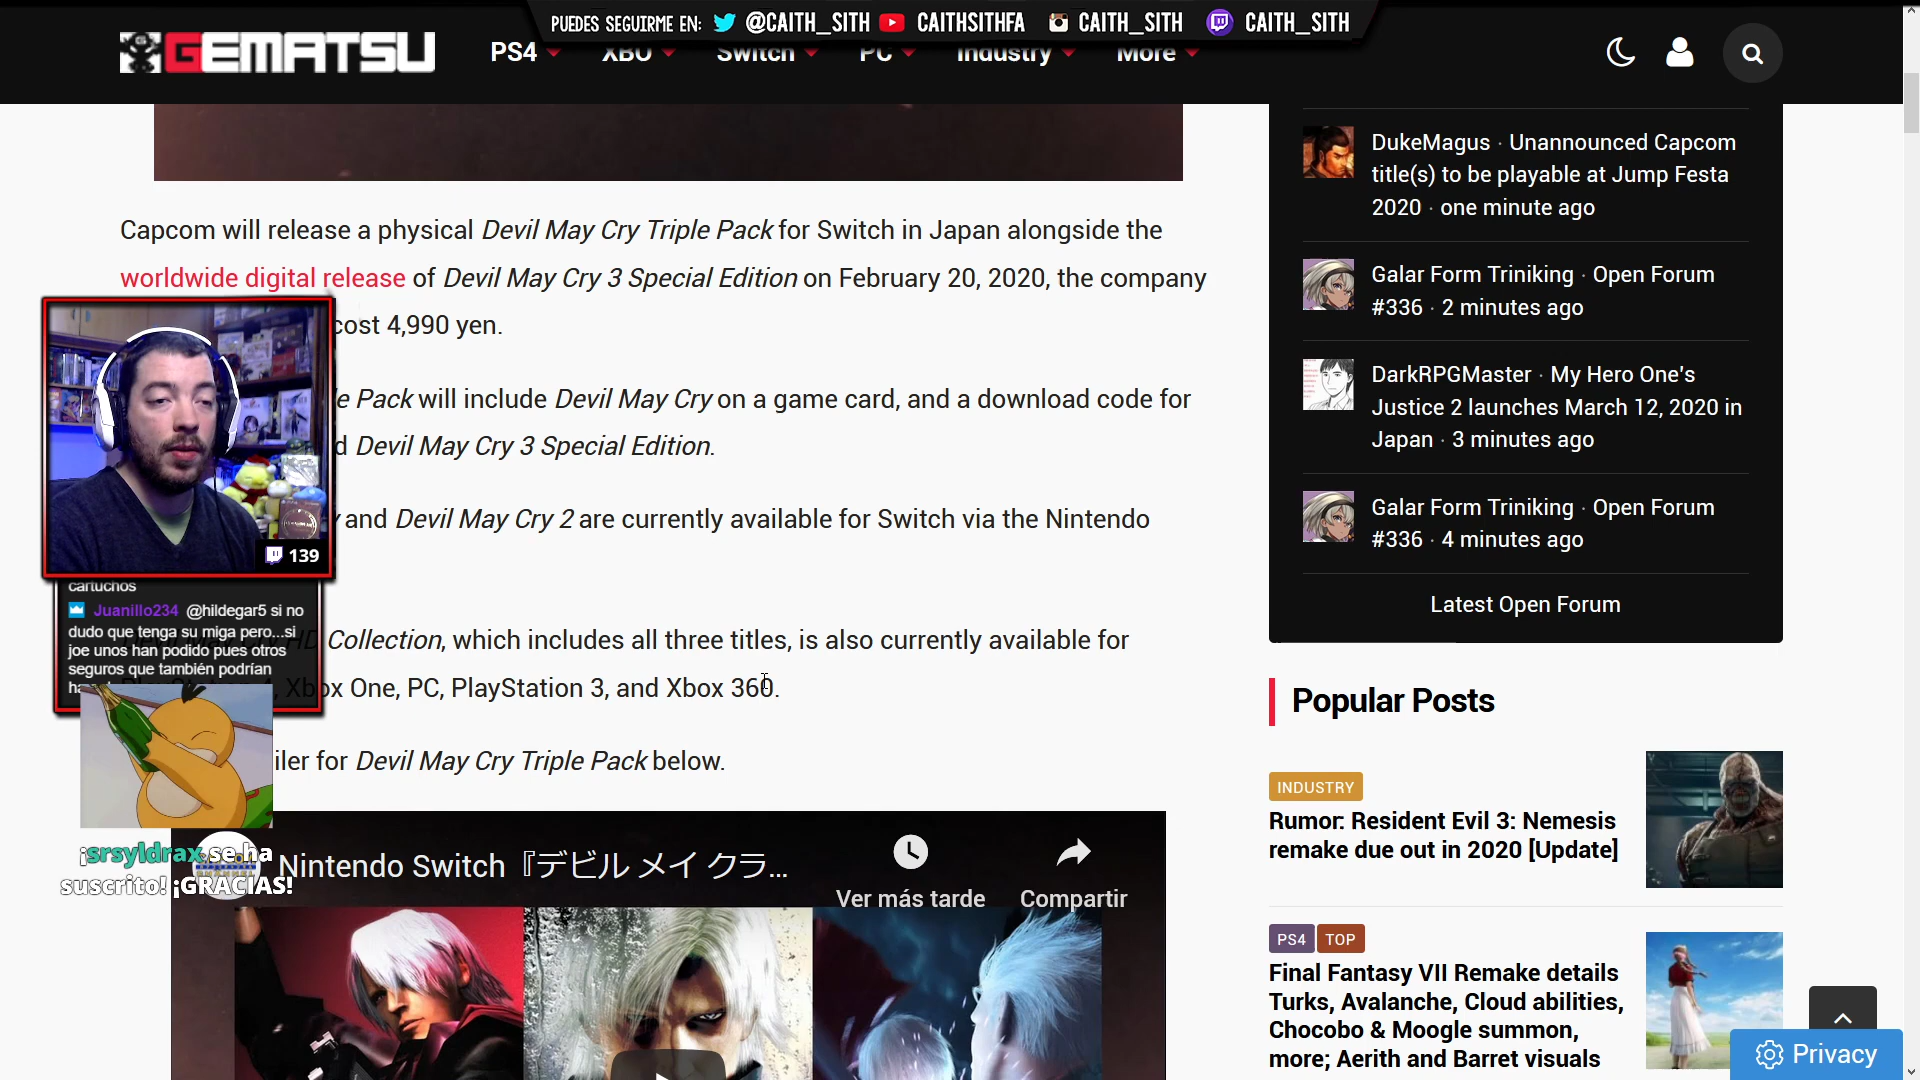 PUEDES SEGUIRME EN: @CAITH_SITH CAITHSITHFA CAITH_SITH CAITH_SITH
GEMATSU
PS4 XBO Switch PC Industry More
Capcom will release a physical Devil May Cry Triple Pack for Switch in Japan alongside the
worldwide digital release of Devil May Cry 3 Special Edition on February 20, 2020, the company
cost 4,990 yen.
Pack will include Devil May Cry on a game card, and a download code for
Devil May Cry 3 Special Edition.
and Devil May Cry 2 are currently available for Switch via the Nintendo
HD Collection, which includes all three titles, is also currently available for
Xbox One, PC, PlayStation 3, and Xbox 360.
for Devil May Cry Triple Pack below.
139
cartuchos
Juanillo234 @hildegar5 si no
dudo que tenga su miga pero...si
joe unos han podido pues otros
seguros que también podrían
¡srsyldrax se ha
suscrito! ¡GRACIAS!
Nintendo Switch『デビル メイ クラ...
Ver más tarde
Compartir
DukeMagus · Unannounced Capcom
title(s) to be playable at Jump Festa
2020 · one minute ago
Galar Form Triniking · Open Forum
#336 · 2 minutes ago
DarkRPGMaster · My Hero One's
Justice 2 launches March 12, 2020 in
Japan · 3 minutes ago
Galar Form Triniking · Open Forum
#336 · 4 minutes ago
Latest Open Forum
Popular Posts
INDUSTRY
Rumor: Resident Evil 3: Nemesis
remake due out in 2020 [Update]
PS4 TOP
Final Fantasy VII Remake details
Turks, Avalanche, Cloud abilities,
Chocobo & Moogle summon,
more; Aerith and Barret visuals
Privacy